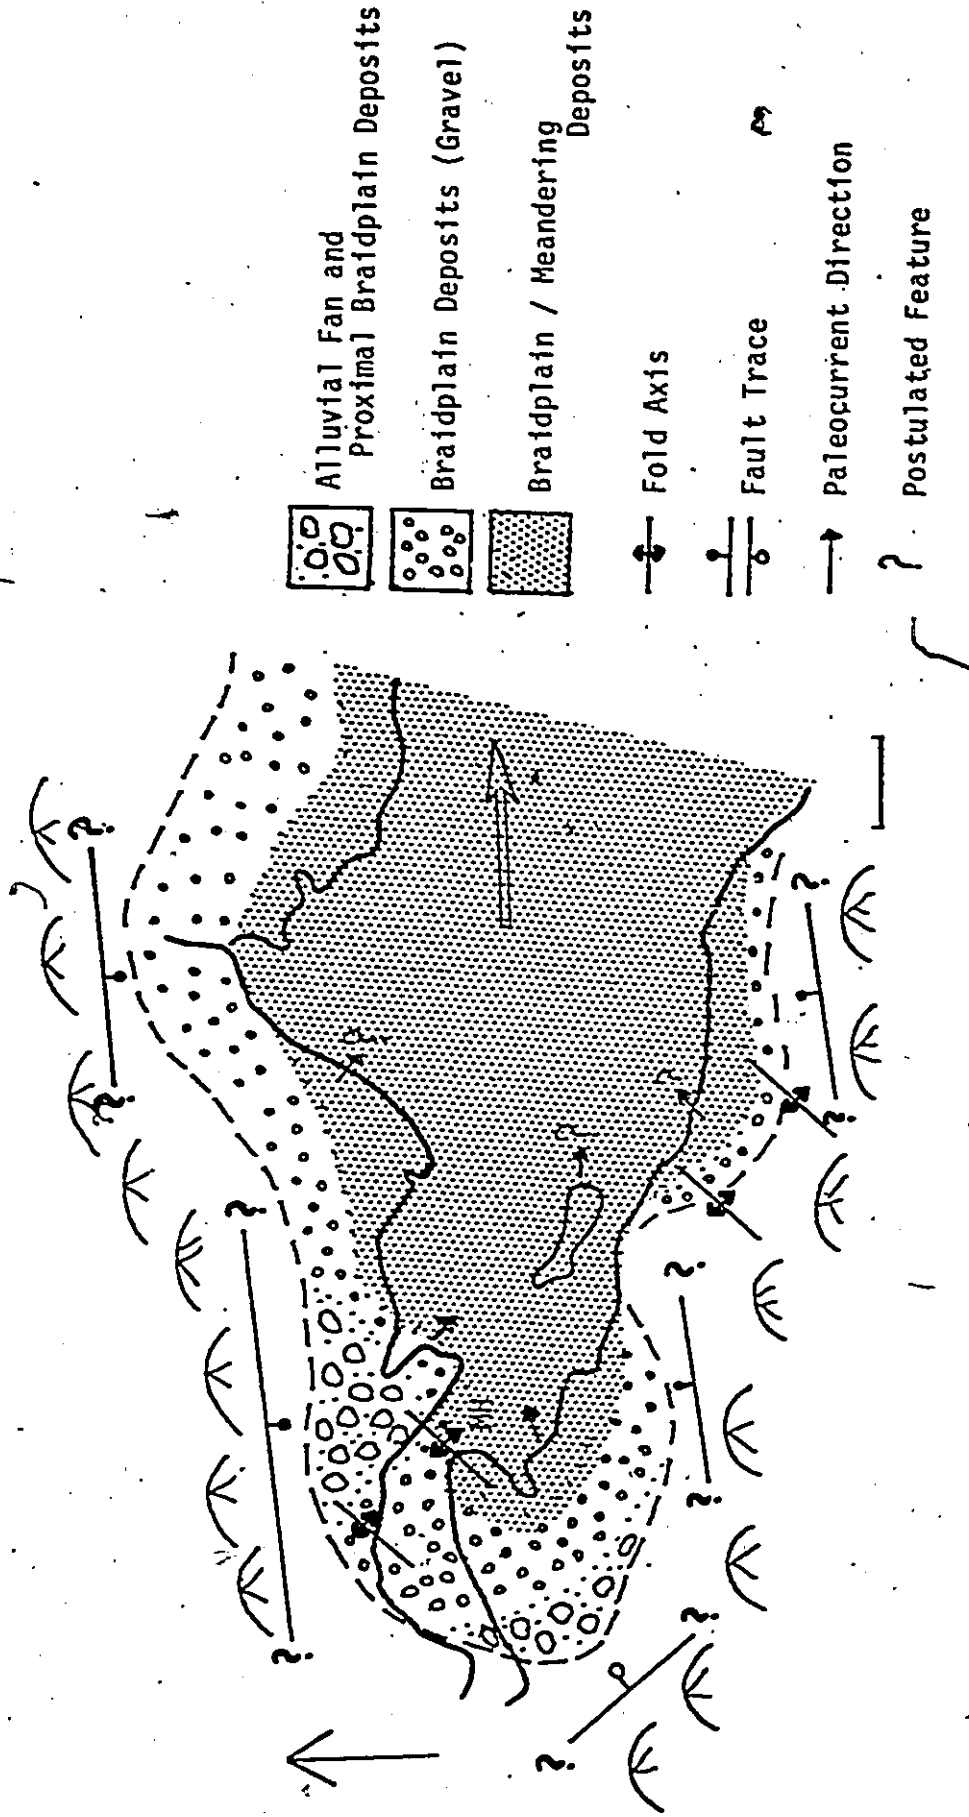 Alluvial Fan and
Proximal Braidplain Deposits
Braidplain Deposits (Gravel)
Braidplain / Meandering
Deposits
Fold Axis
Fault Trace
Paleocurrent Direction
? Postulated Feature
?
?
?
?
?
?
?
?
?
?
MH